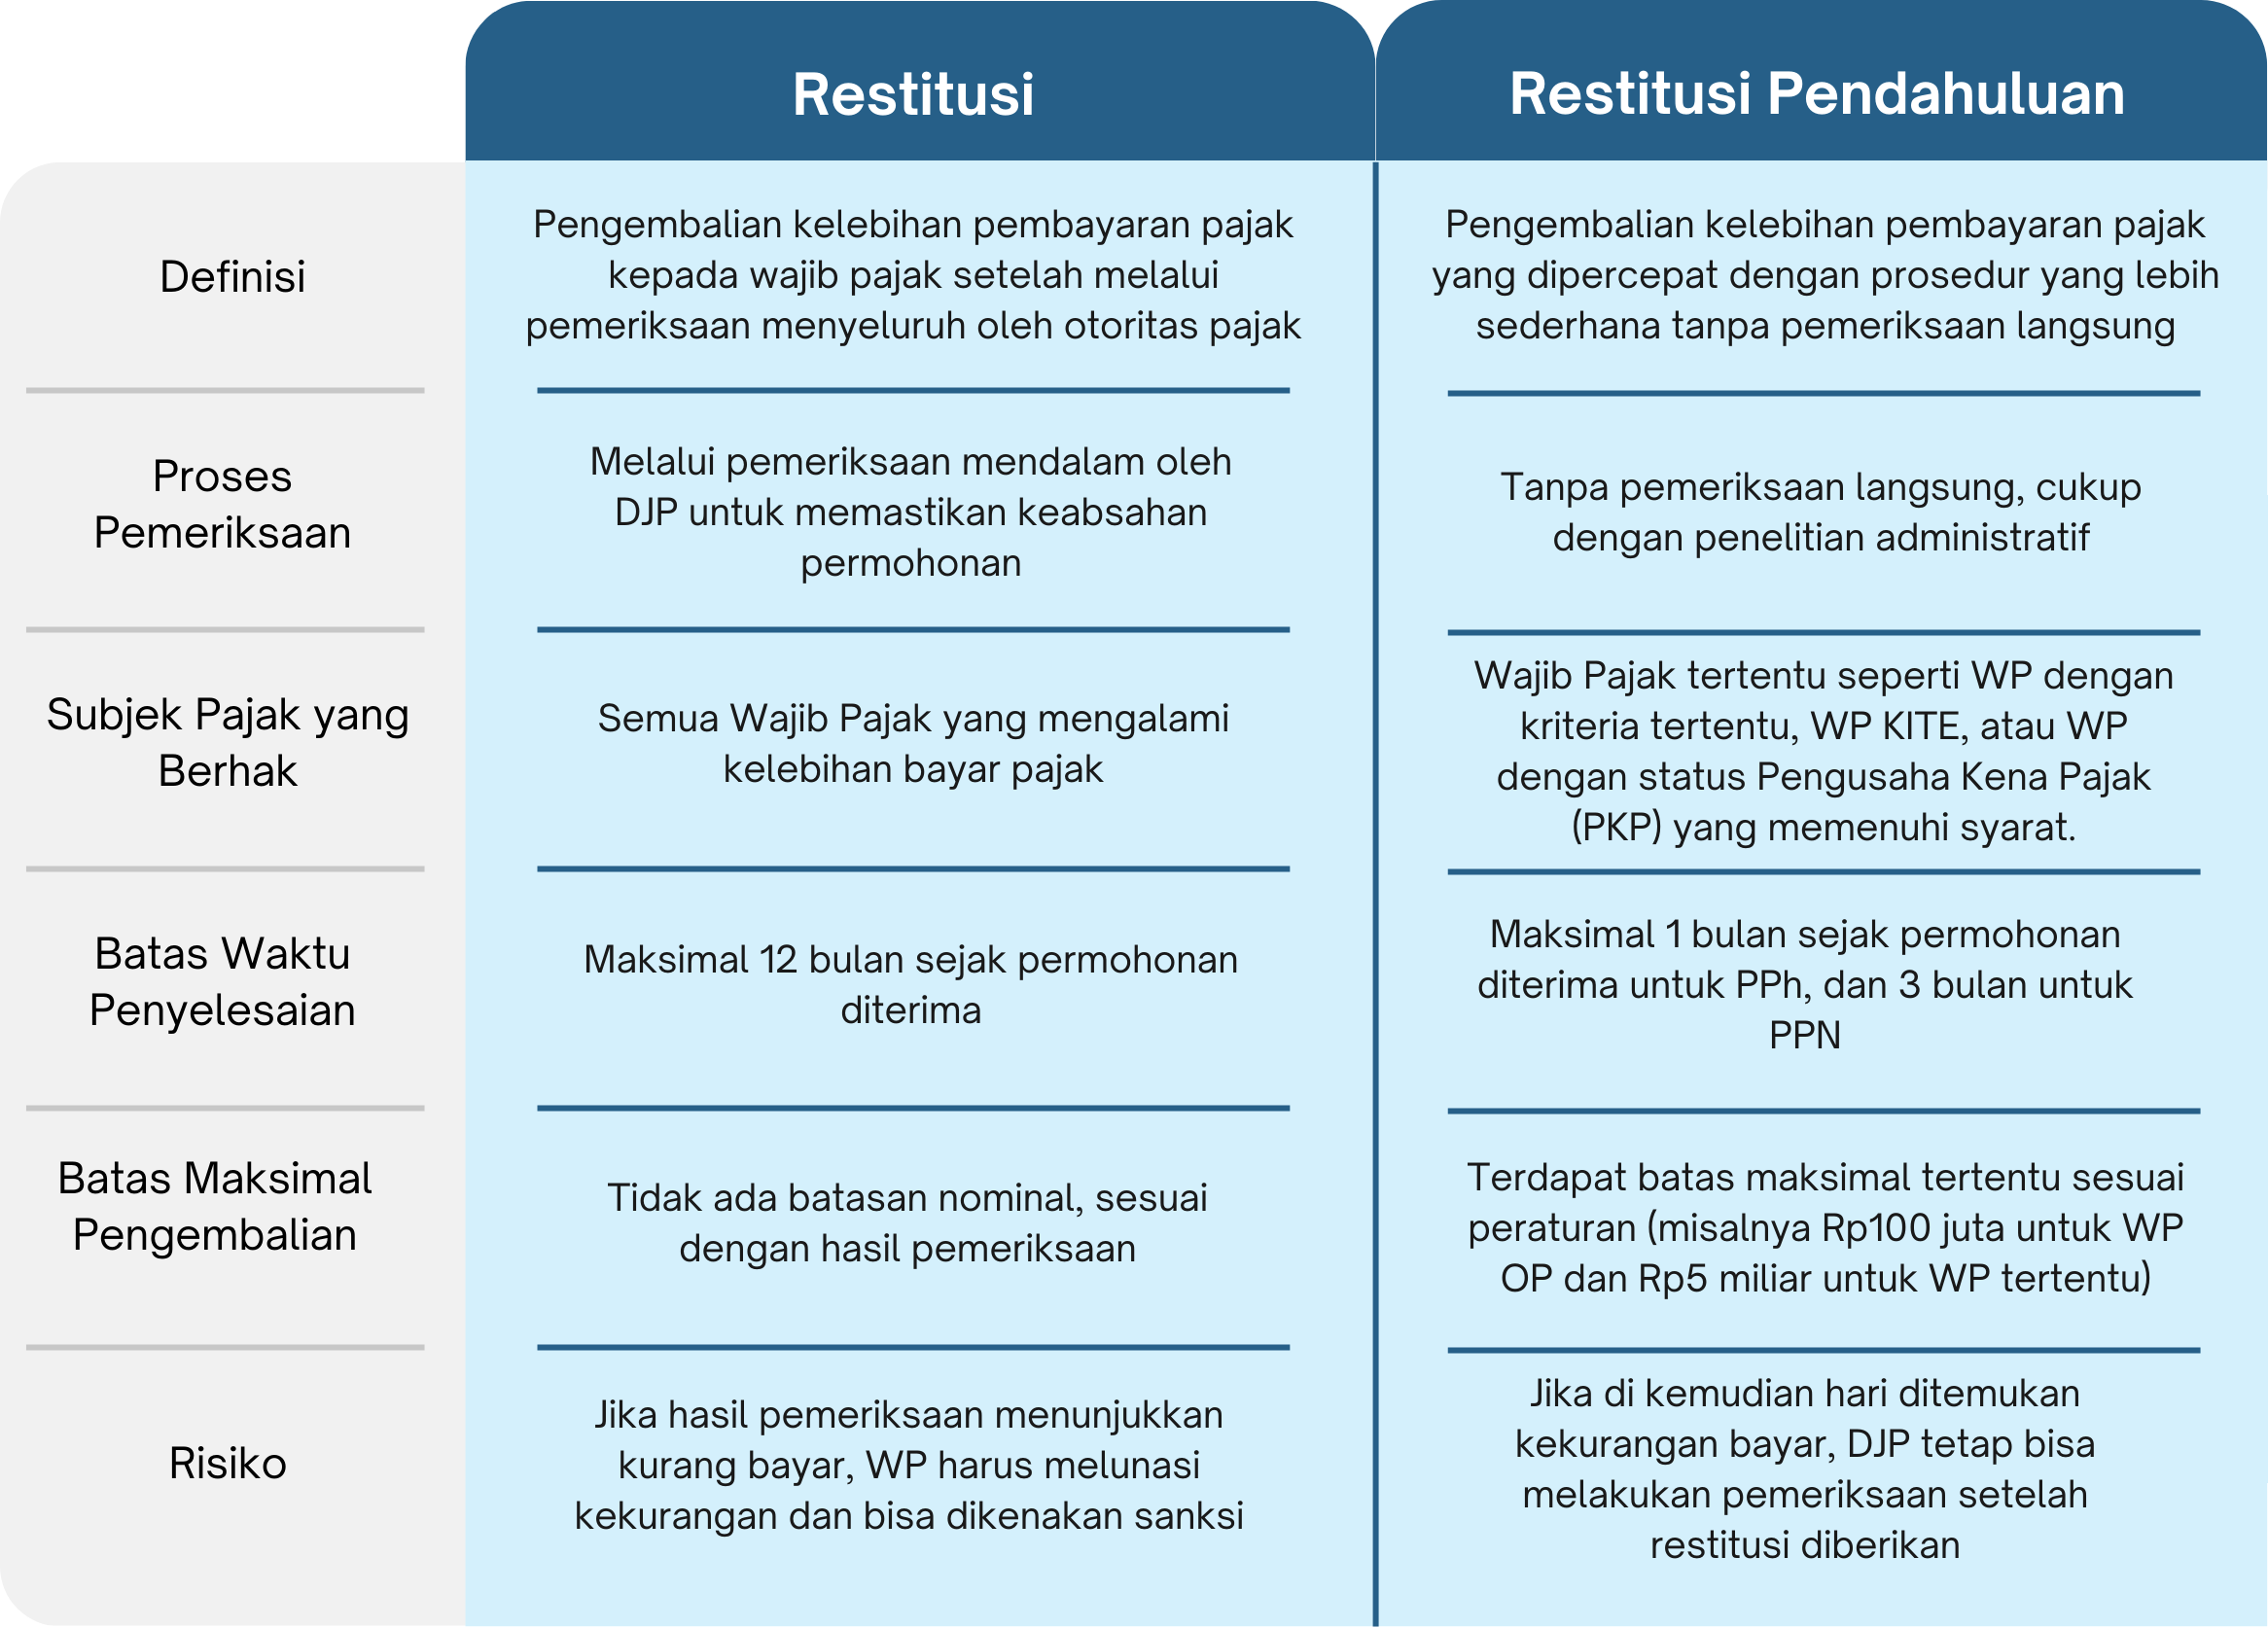 Restitusi
Restitusi Pendahuluan
Definisi
Pengembalian kelebihan pembayaran pajak
kepada wajib pajak setelah melalui
pemeriksaan menyeluruh oleh otoritas pajak
Pengembalian kelebihan pembayaran pajak
yang dipercepat dengan prosedur yang lebih
sederhana tanpa pemeriksaan langsung
Proses
Pemeriksaan
Melalui pemeriksaan mendalam oleh
DJP untuk memastikan keabsahan
permohonan
Tanpa pemeriksaan langsung, cukup
dengan penelitian administratif
Subjek Pajak yang
Berhak
Semua Wajib Pajak yang mengalami
kelebihan bayar pajak
Wajib Pajak tertentu seperti WP dengan
kriteria tertentu, WP KITE, atau WP
dengan status Pengusaha Kena Pajak
(PKP) yang memenuhi syarat.
Batas Waktu
Penyelesaian
Maksimal 12 bulan sejak permohonan
diterima
Maksimal 1 bulan sejak permohonan
diterima untuk PPh, dan 3 bulan untuk
PPN
Batas Maksimal
Pengembalian
Tidak ada batasan nominal, sesuai
dengan hasil pemeriksaan
Terdapat batas maksimal tertentu sesuai
peraturan (misalnya Rp100 juta untuk WP
OP dan Rp5 miliar untuk WP tertentu)
Risiko
Jika hasil pemeriksaan menunjukkan
kurang bayar, WP harus melunasi
kekurangan dan bisa dikenakan sanksi
Jika di kemudian hari ditemukan
kekurangan bayar, DJP tetap bisa
melakukan pemeriksaan setelah
restitusi diberikan